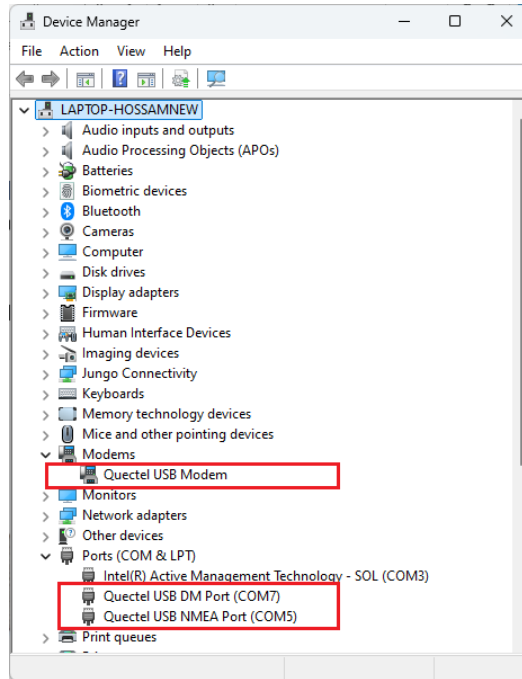 Device Manager
File Action View Help
LAPTOP-HOSSAMNEW
Audio inputs and outputs
Audio Processing Objects (APOs)
Batteries
Biometric devices
Bluetooth
Cameras
Computer
Disk drives
Display adapters
Firmware
Human Interface Devices
Imaging devices
Jungo Connectivity
Keyboards
Memory technology devices
Mice and other pointing devices
Modems
Quectel USB Modem
Monitors
Network adapters
Other devices
Ports (COM & LPT)
Intel(R) Active Management Technology - SOL (COM3)
Quectel USB DM Port (COM7)
Quectel USB NMEA Port (COM5)
Print queues